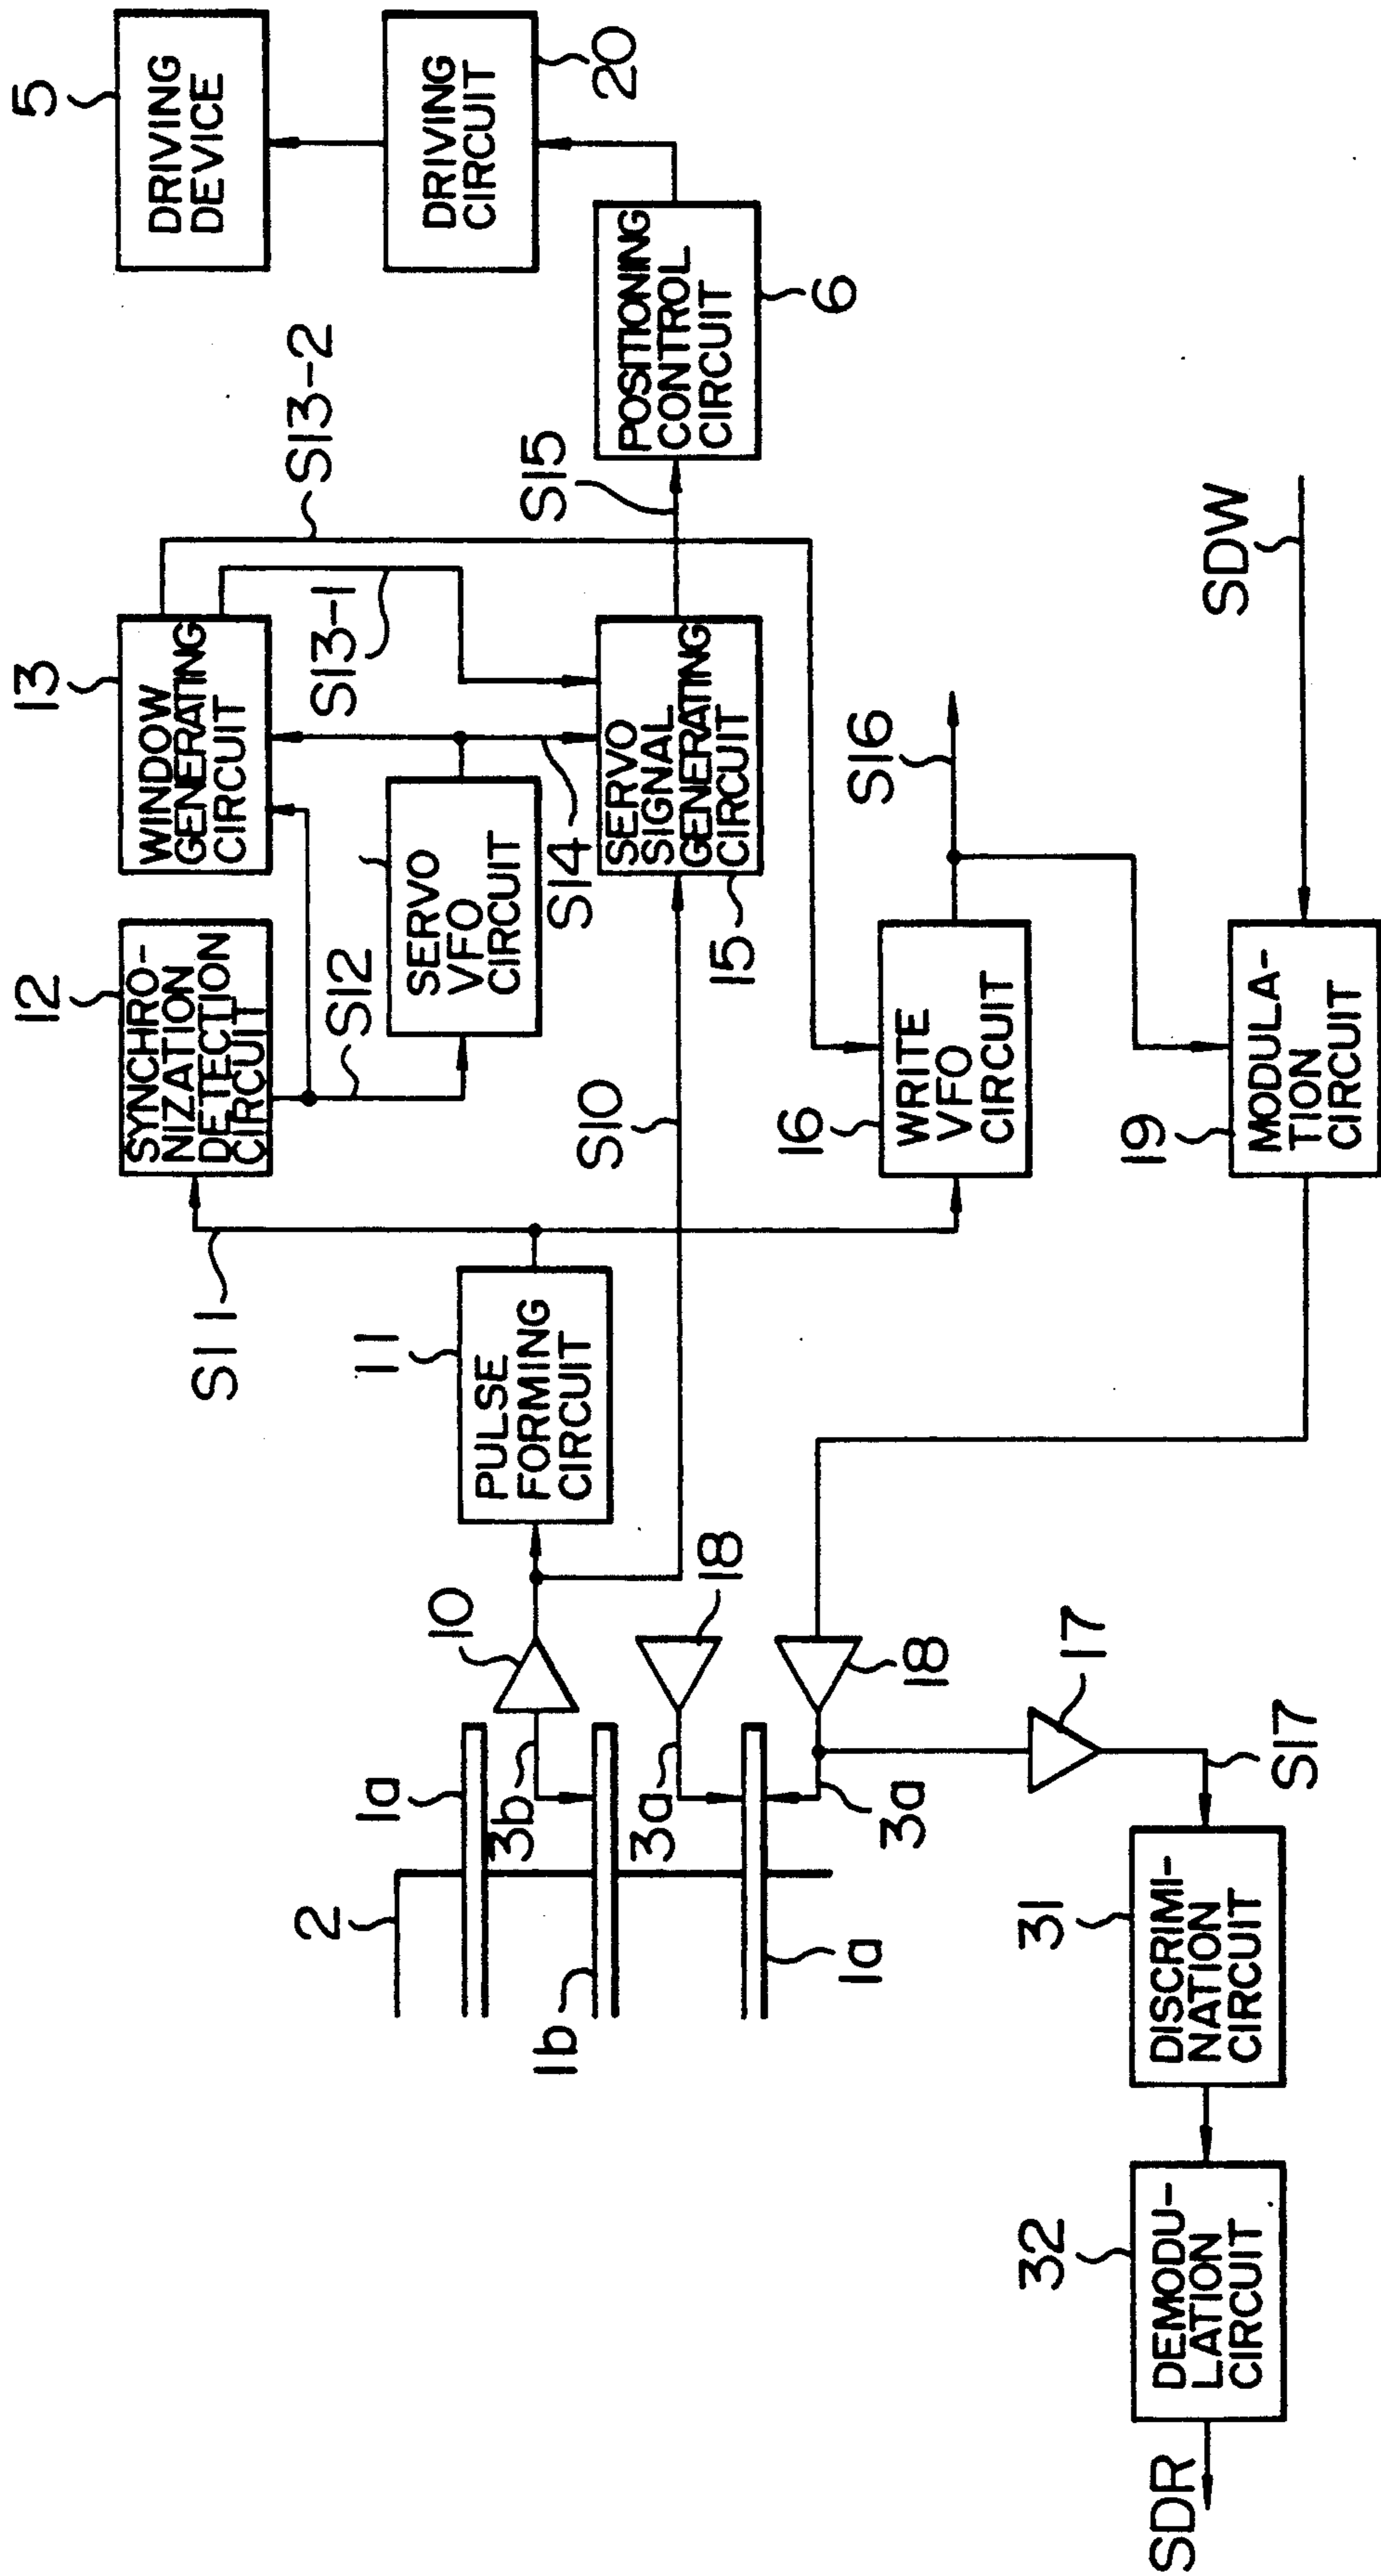 5
DRIVING
DEVICE
20
DRIVING
CIRCUIT
6
POSITIONING
CONTROL
CIRCUIT
13
WINDOW
GENERATING
CIRCUIT
S13-2
S13-1
S15
12
SYNCHRO-
NIZATION
DETECTION
CIRCUIT
S12
SERVO
VFO
CIRCUIT
S14
SERVO
SIGNAL
GENERATING
CIRCUIT
15
S11
S10
11
PULSE
FORMING
CIRCUIT
16
WRITE
VFO
CIRCUIT
S16
SDW
19
MODULA-
TION
CIRCUIT
10
18
18
17
S17
2
1a
3b
1b
3a
1a
3a
31
DISCRIMI-
NATION
CIRCUIT
32
DEMODU-
LATION
CIRCUIT
SDR